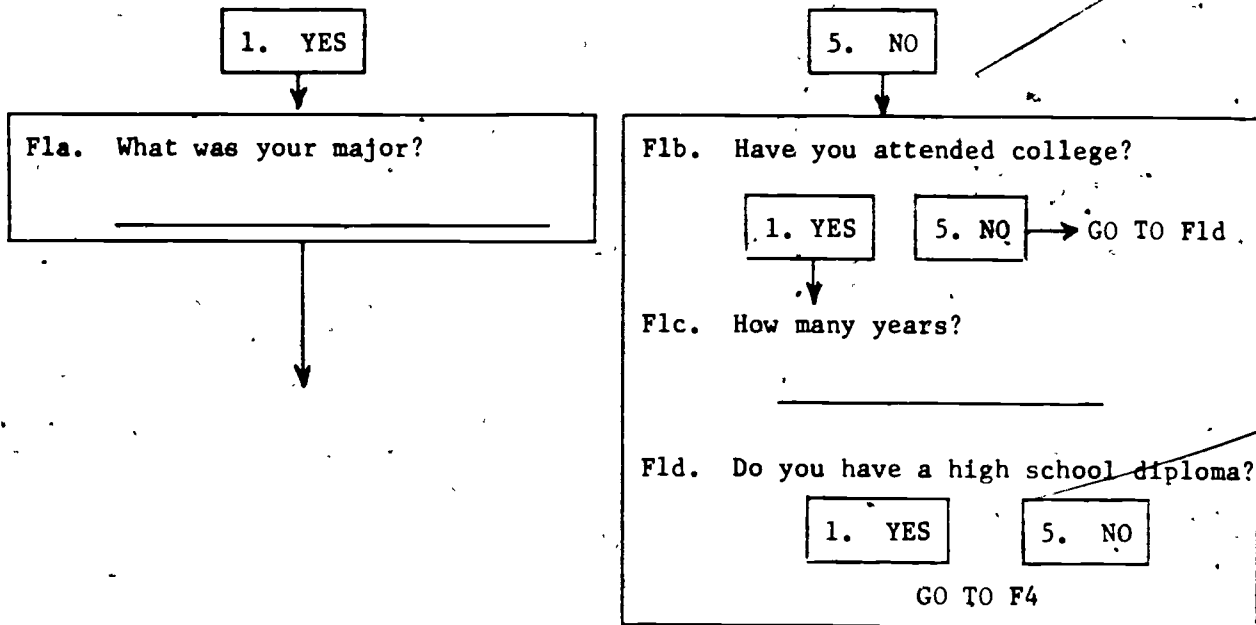 1. YES
5. NO
F1a. What was your major?
F1b. Have you attended college?
1. YES
5. NO
GO TO F1d
F1c. How many years?
F1d. Do you have a high school diploma?
1. YES
5. NO
GO TO F4